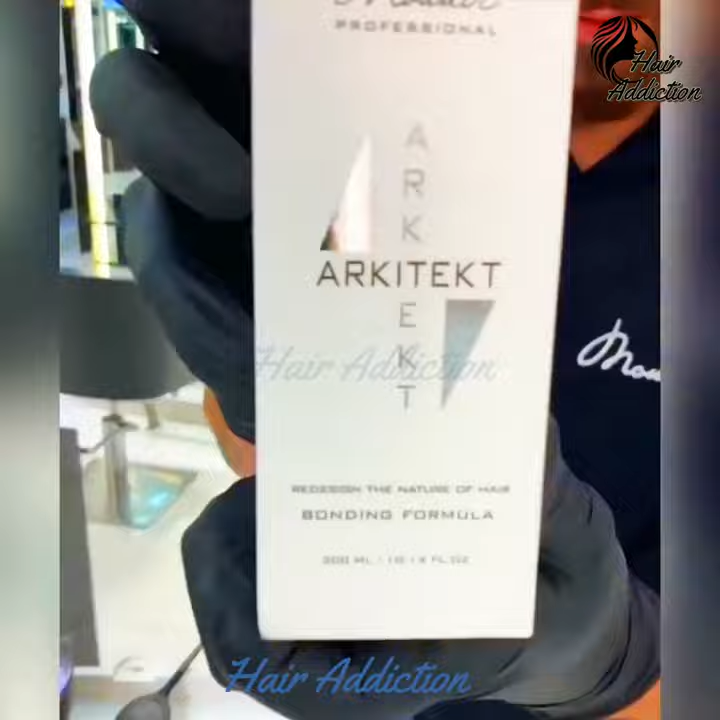 PROFESSIONAL
Hair
Addiction
A
R
K
ARKITEKT
E
K
T
Hair Addiction
REDESIGN THE NATURE OF HAIR
BONDING FORMULA
Hair Addiction